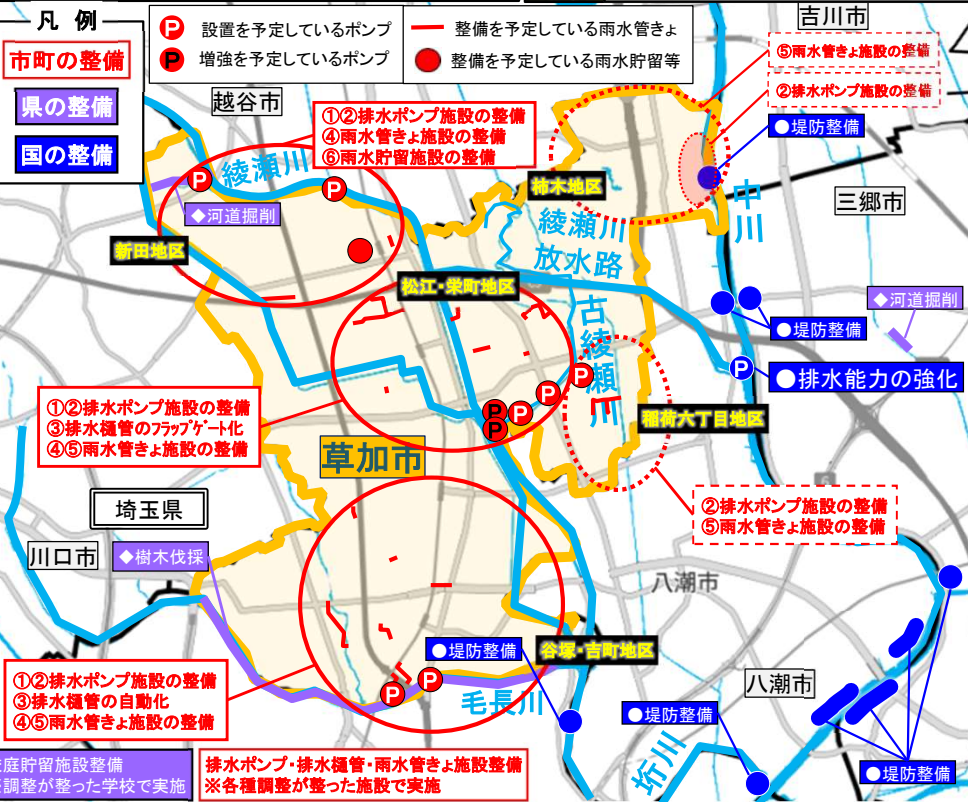 凡 例
市町の整備
県の整備
国の整備
P 設置を予定しているポンプ
P 増強を予定しているポンプ
整備を予定している雨水管きょ
整備を予定している雨水貯留等
吉川市
⑤雨水管きょ施設の整備
②排水ポンプ施設の整備
●堤防整備
越谷市
①②排水ポンプ施設の整備
④雨水管きょ施設の整備
⑥雨水貯留施設の整備
P
綾瀬川
P
◆河道掘削
新田地区
柿木地区
中川
三郷市
綾瀬川
放水路
松江・栄町地区
古綾瀬川
◆河道掘削
●堤防整備
P
●排水能力の強化
P
P
P
P
P
稲荷六丁目地区
①②排水ポンプ施設の整備
③排水樋管のフラップゲート化
④⑤雨水管きょ施設の整備
草加市
埼玉県
②排水ポンプ施設の整備
⑤雨水管きょ施設の整備
川口市
◆樹木伐採
八潮市
●堤防整備
谷塚・吉町地区
①②排水ポンプ施設の整備
③排水樋管の自動化
④⑤雨水管きょ施設の整備
P
P
毛長川
八潮市
●堤防整備
垳川
●堤防整備
庭貯留施設整備
調整が整った学校で実施
排水ポンプ・排水樋管・雨水管きょ施設整備
※各種調整が整った施設で実施